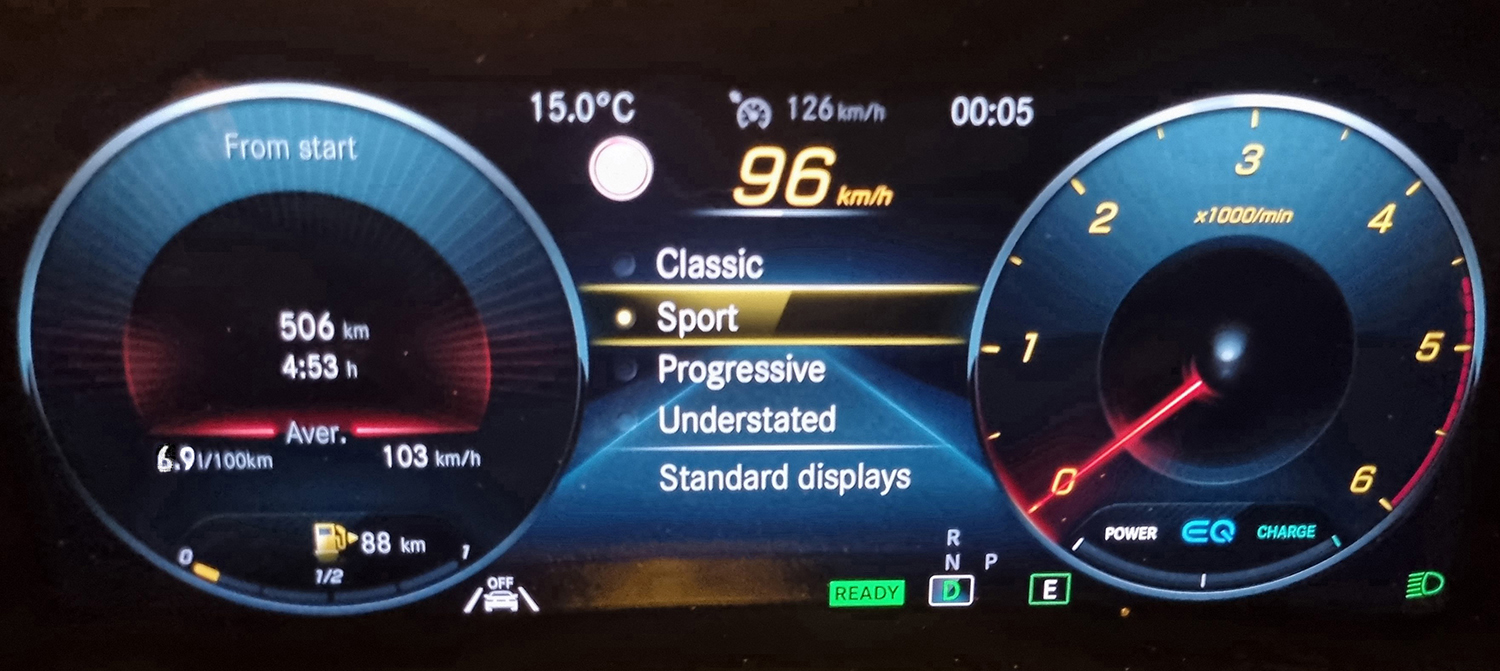 From start
506 km
4:53 h
Aver.
6.9 l/100km 103 km/h
88 km
0 1/2 1
15.0°C 126 km/h 00:05
96 km/h
Classic
Sport
Progressive
Understated
Standard displays
OFF
READY
R
N P
D
E
0 1 2 3 4 5 6
x1000/min
POWER EQ CHARGE